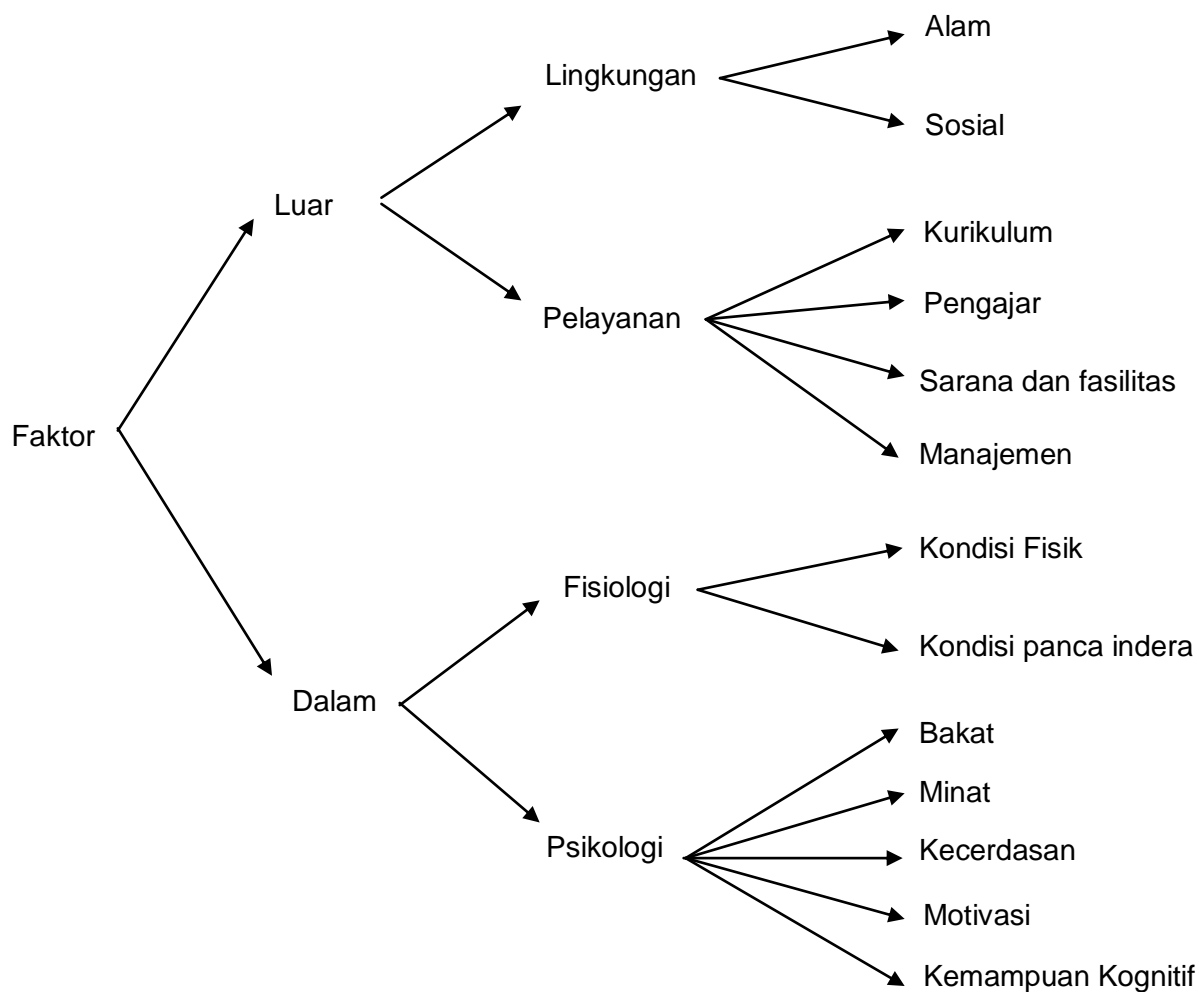 Alam
Lingkungan
Sosial
Luar
Kurikulum
Pengajar
Pelayanan
Sarana dan fasilitas
Faktor
Manajemen
Kondisi Fisik
Fisiologi
Kondisi panca indera
Dalam
Bakat
Minat
Psikologi
Kecerdasan
Motivasi
Kemampuan Kognitif